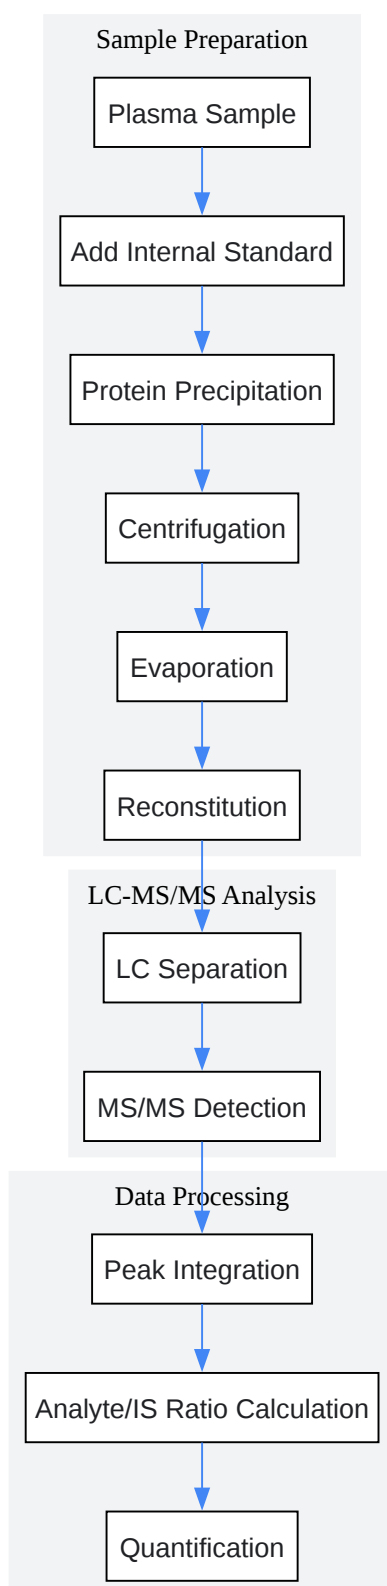 Sample Preparation
Plasma Sample
Add Internal Standard
Protein Precipitation
Centrifugation
Evaporation
Reconstitution
LC-MS/MS Analysis
LC Separation
MS/MS Detection
Data Processing
Peak Integration
Analyte/IS Ratio Calculation
Quantification